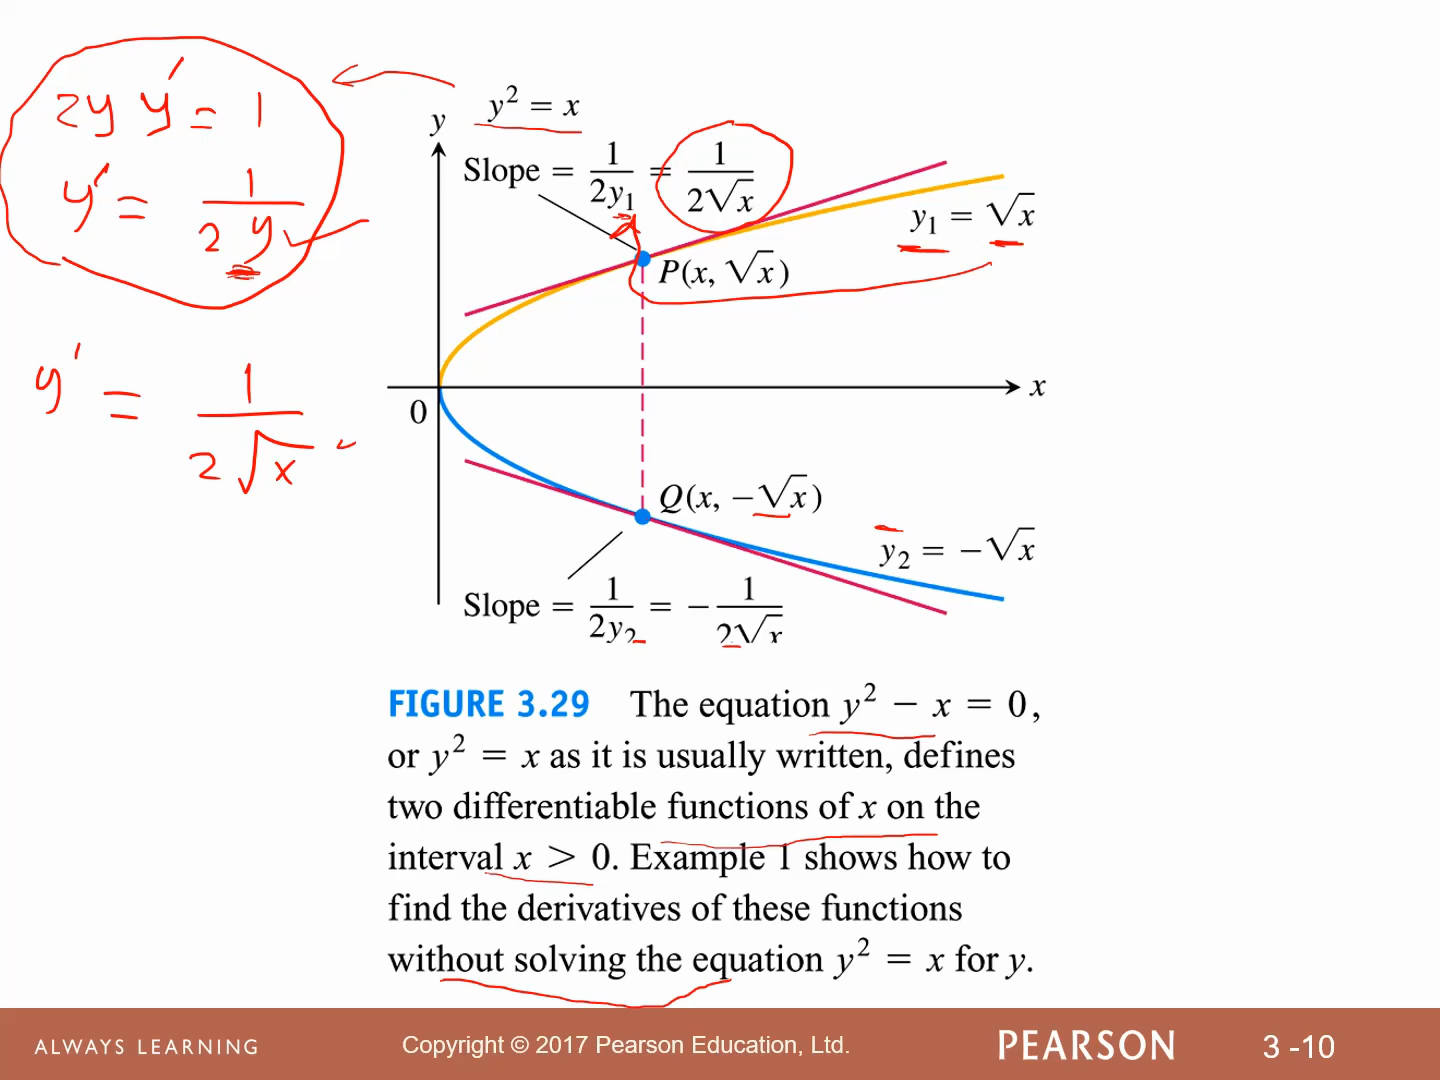 2y y' = 1
y' = 1/(2y)
y' = 1/(2√x)
y² = x
y
Slope = 1/(2y₁) = 1/(2√x)
y₁ = √x
P(x, √x)
x
0
Q(x, −√x)
y₂ = −√x
Slope = 1/(2y₂) = − 1/(2√x)
FIGURE 3.29 The equation y² − x = 0,
or y² = x as it is usually written, defines
two differentiable functions of x on the
interval x > 0. Example 1 shows how to
find the derivatives of these functions
without solving the equation y² = x for y.
ALWAYS LEARNING
Copyright © 2017 Pearson Education, Ltd.
PEARSON
3 -10